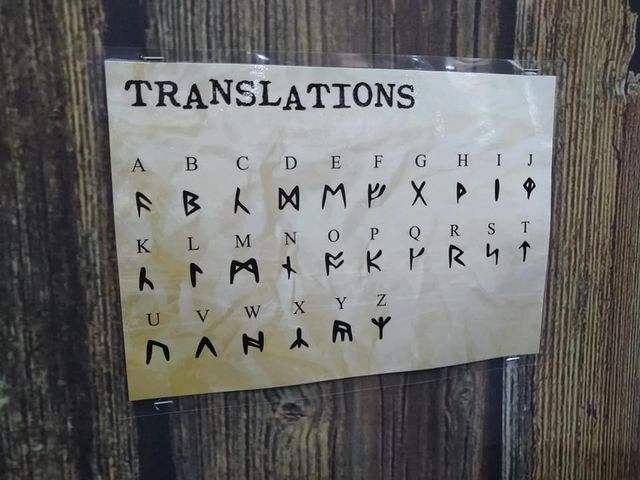 TRANSLATIONS
A B C D E F G H I J
ᚨ ᛒ ᚳ ᛞ ᛖ ᚠ ᚷ ᚦ ᛁ
K L M N O P Q R S T
ᚳ ᛚ ᛗ ᚾ ᚩ ᚴ ᚱ ᛋ ᛏ
U V W X Y Z
ᚢ ᚺ ᛦ ᛉ